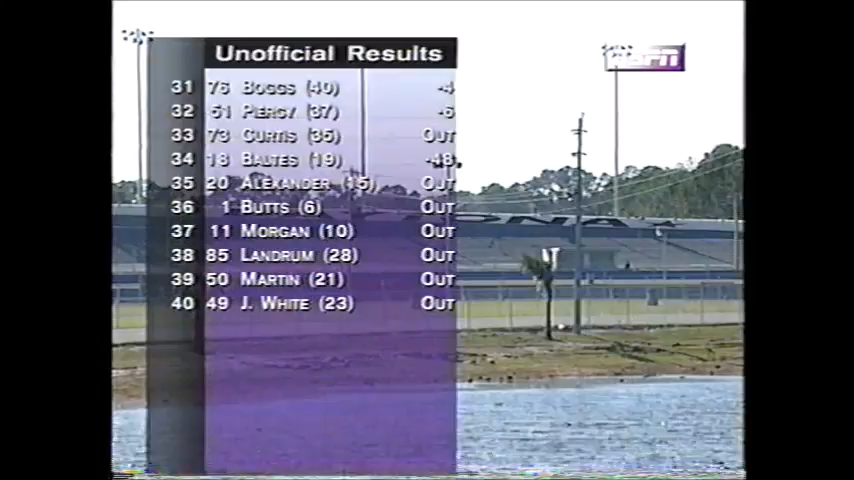 Unofficial Results
ESPN
31 76 Boggs (40) -4
32 51 Piercy (37) -6
33 73 Curtis (35) Out
34 18 Baltes (19) -48
35 20 Alexander (15) Out
36 1 Butts (6) Out
37 11 Morgan (10) Out
38 85 Landrum (28) Out
39 50 Martin (21) Out
40 49 J. White (23) Out